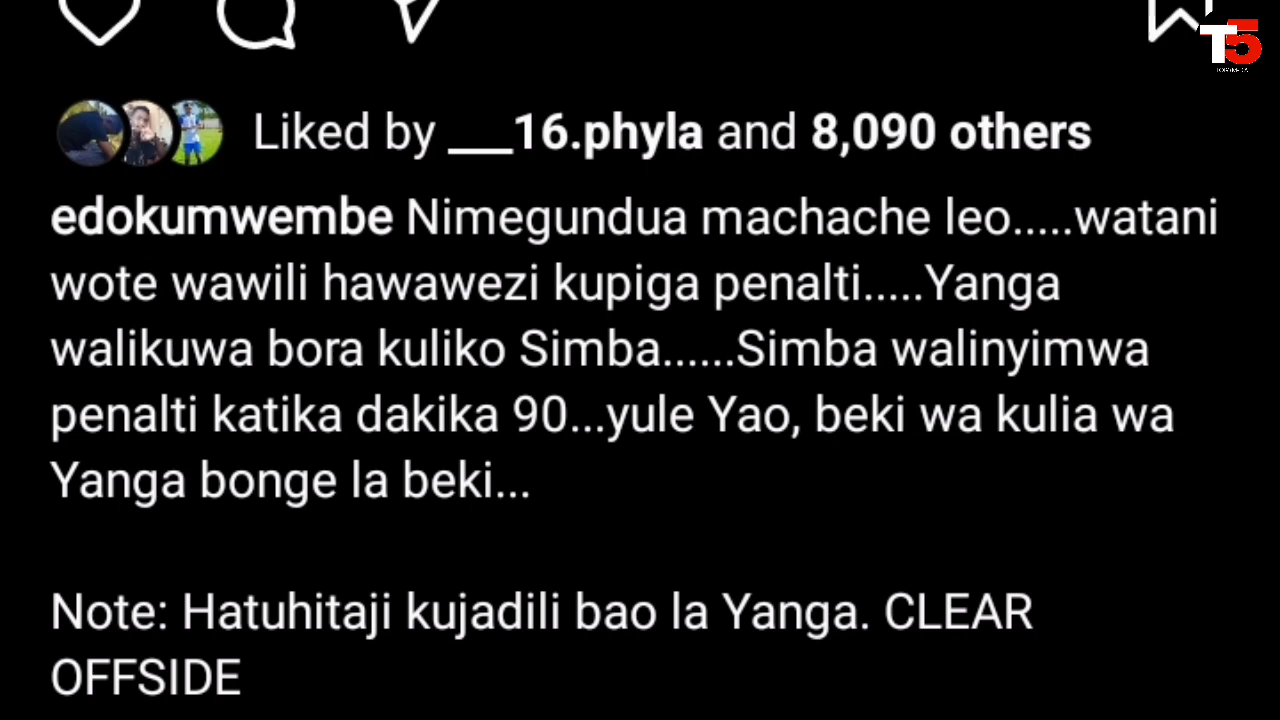 T5
Liked by ___16.phyla and 8,090 others
edokumwembe Nimegundua machache leo.....watani
wote wawili hawawezi kupiga penalti.....Yanga
walikuwa bora kuliko Simba......Simba walinyimwa
penalti katika dakika 90...yule Yao, beki wa kulia wa
Yanga bonge la beki...
Note: Hatuhitaji kujadili bao la Yanga. CLEAR
OFFSIDE